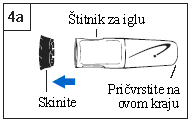 4a
Štitnik za iglu
Skinite
Pričvrstite na
ovom kraju